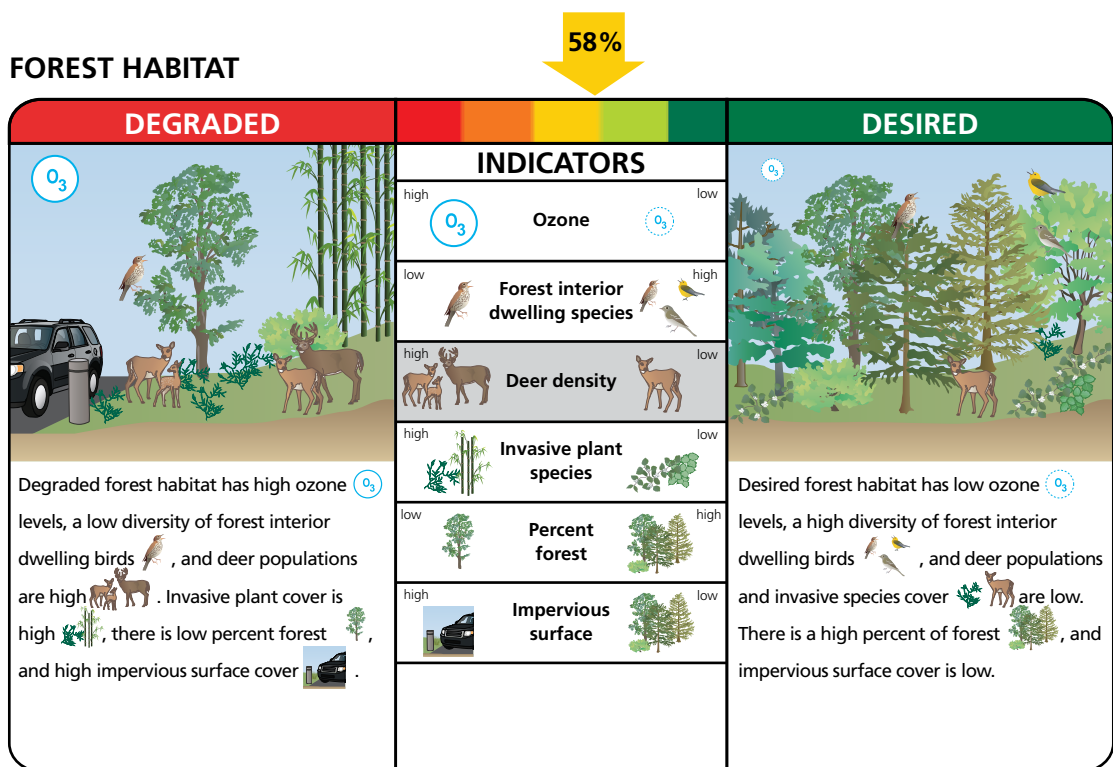 58%
FOREST HABITAT
DEGRADED
DESIRED
O3
INDICATORS
high
low
O3
Ozone
O3
low
high
Forest interior
dwelling species
high
low
Deer density
high
low
Invasive plant
species
low
high
Percent
forest
high
low
Impervious
surface
Degraded forest habitat has high ozone O3
levels, a low diversity of forest interior
dwelling birds , and deer populations
are high . Invasive plant cover is
high , there is low percent forest ,
and high impervious surface cover .
O3
Desired forest habitat has low ozone O3
levels, a high diversity of forest interior
dwelling birds , and deer populations
and invasive species cover are low.
There is a high percent of forest , and
impervious surface cover is low.